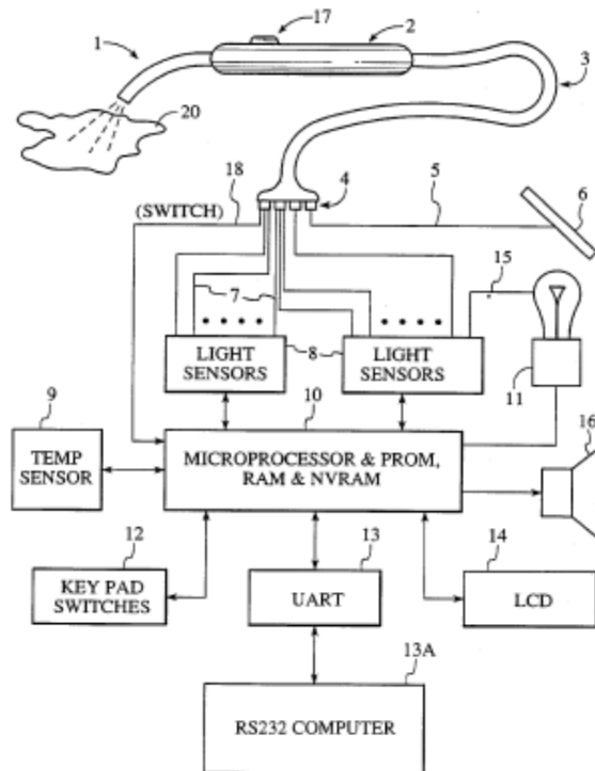 17
2
1
3
20
18
4
5
(SWITCH)
6
15
7
LIGHT
SENSORS
8
LIGHT
SENSORS
11
9
10
16
TEMP
SENSOR
MICROPROCESSOR & PROM,
RAM & NVRAM
12
13
14
KEY PAD
SWITCHES
UART
LCD
13A
RS232 COMPUTER